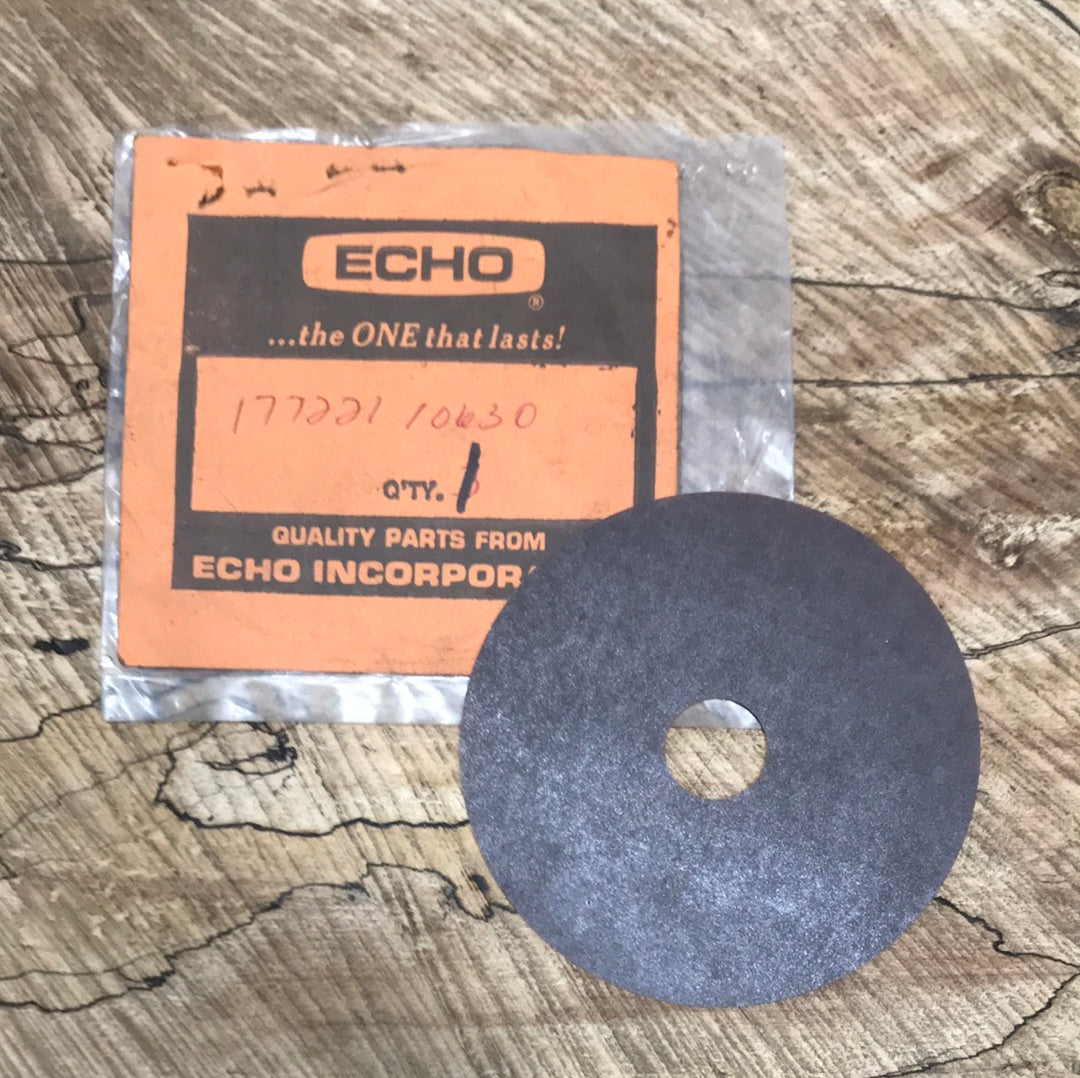 ECHO
®
...the ONE that lasts!
17722110630
Q'TY. 1
QUALITY PARTS FROM
ECHO INCORPORA